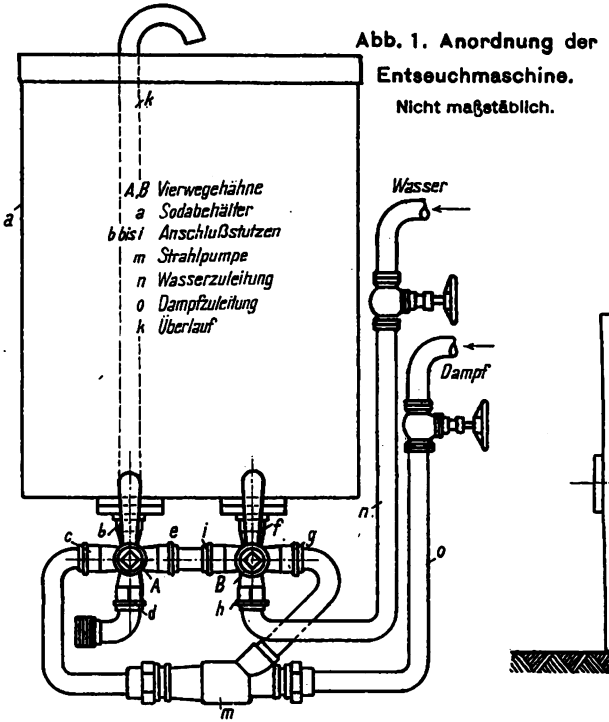 Abb. 1. Anordnung der
Entseuchmaschine.
Nicht maßstäblich.
k
A,B Vierwegehähne
a Sodabehälter
b bis i Anschlußstutzen
m Strahlpumpe
n Wasserzuleitung
o Dampfzuleitung
k Überlauf
a
Wasser
Dampf
n
o
b
f
c
e
i
g
A
B
d
h
m